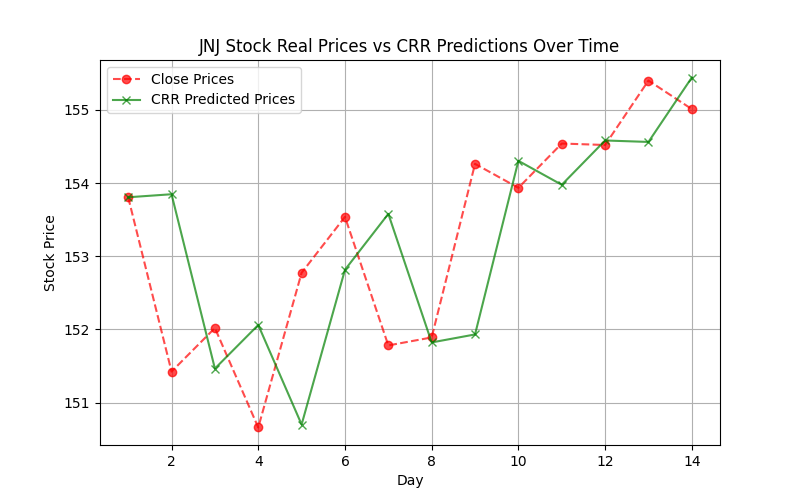 JNJ Stock Real Prices vs CRR Predictions Over Time
Close Prices
CRR Predicted Prices
155
154
153
152
151
Stock Price
2 4 6 8 10 12 14
Day